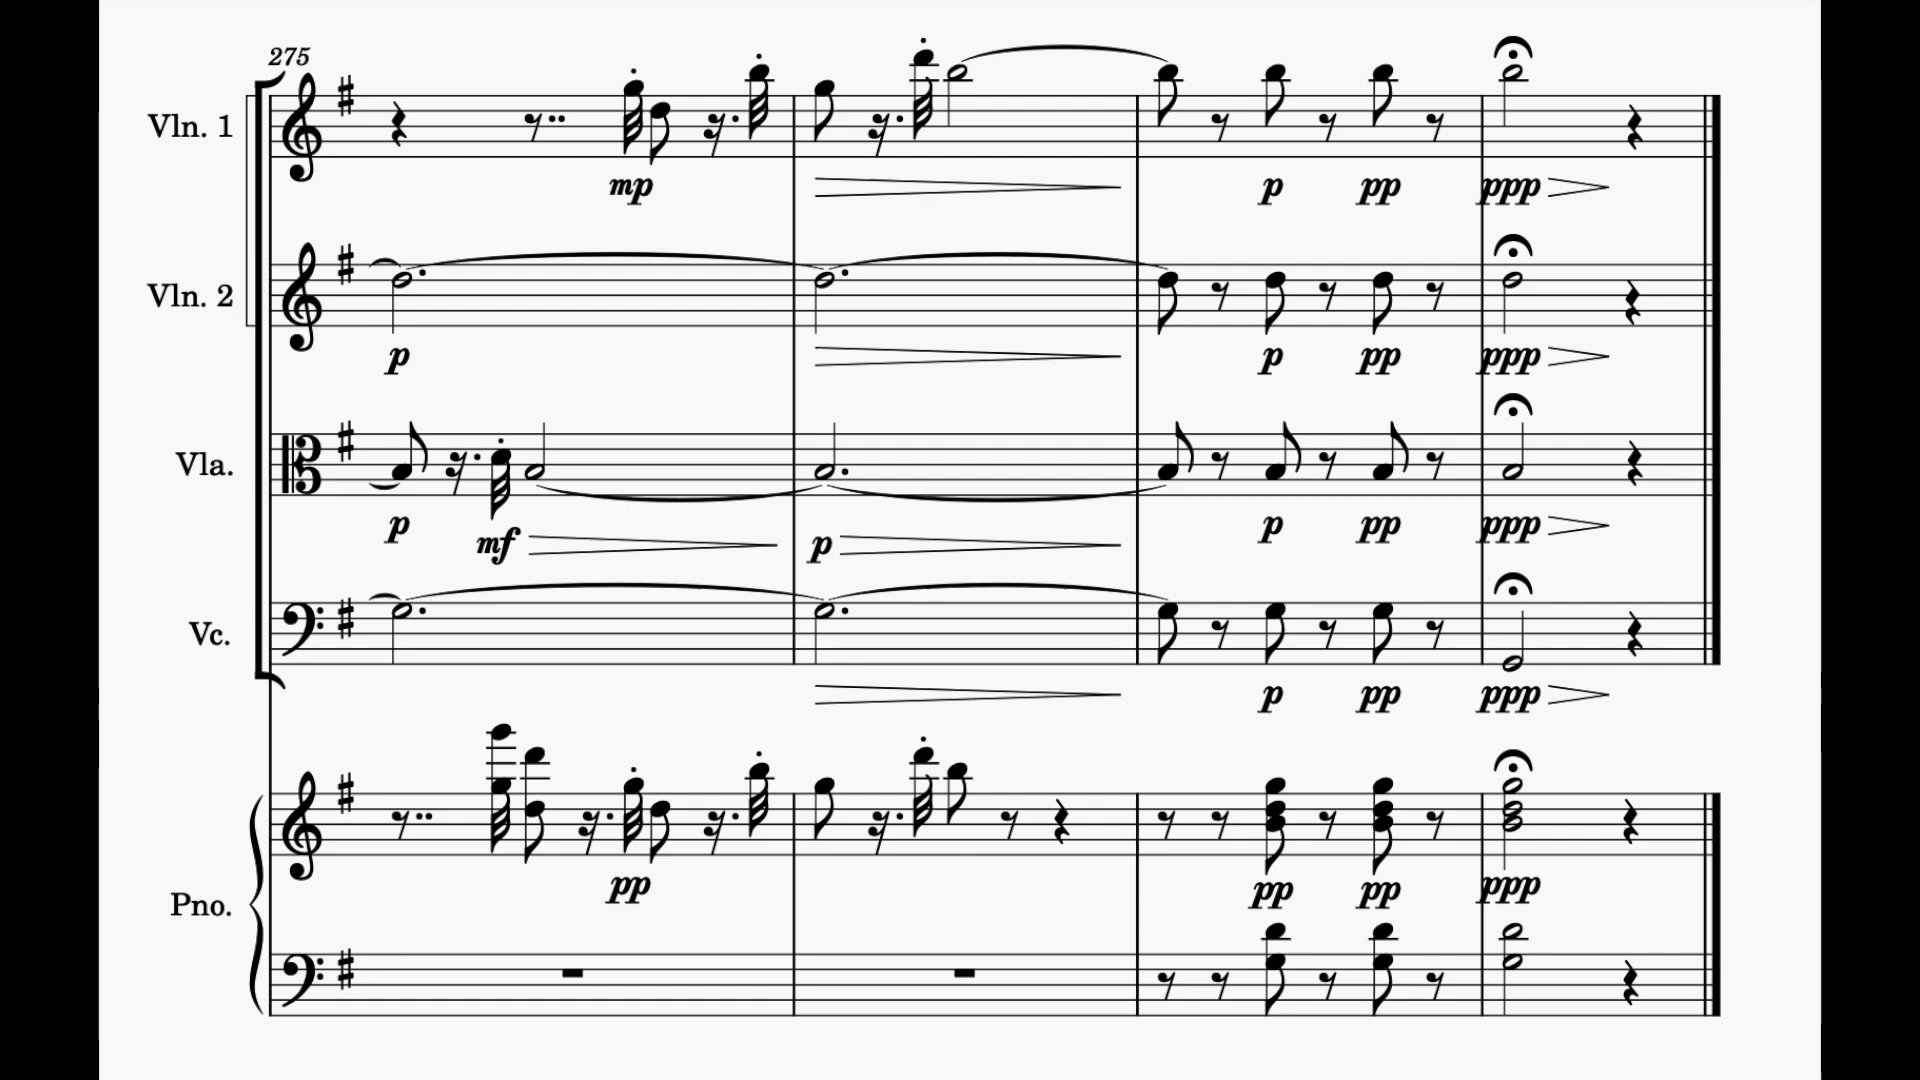 275
Vln. 1
mp
p pp ppp
Vln. 2
p p pp ppp
Vla.
p mf p p pp ppp
Vc.
p pp ppp
Pno.
pp pp pp ppp